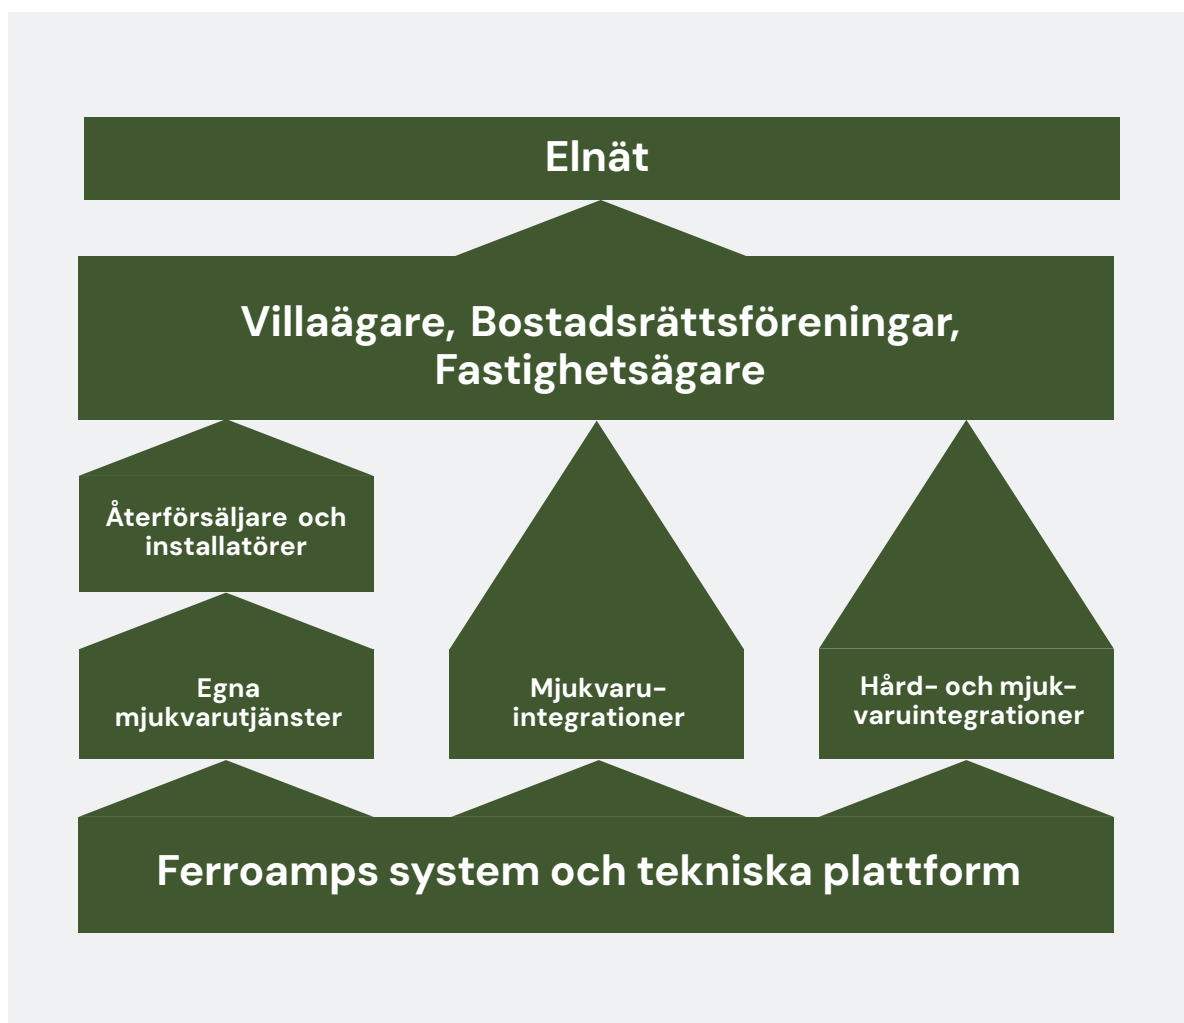 Elnät
Villaägare, Bostadsrättsföreningar,
Fastighetsägare
Återförsäljare och
installatörer
Egna
mjukvarutjänster
Mjukvaru-
integrationer
Hård- och mjuk-
varuintegrationer
Ferroamps system och tekniska plattform